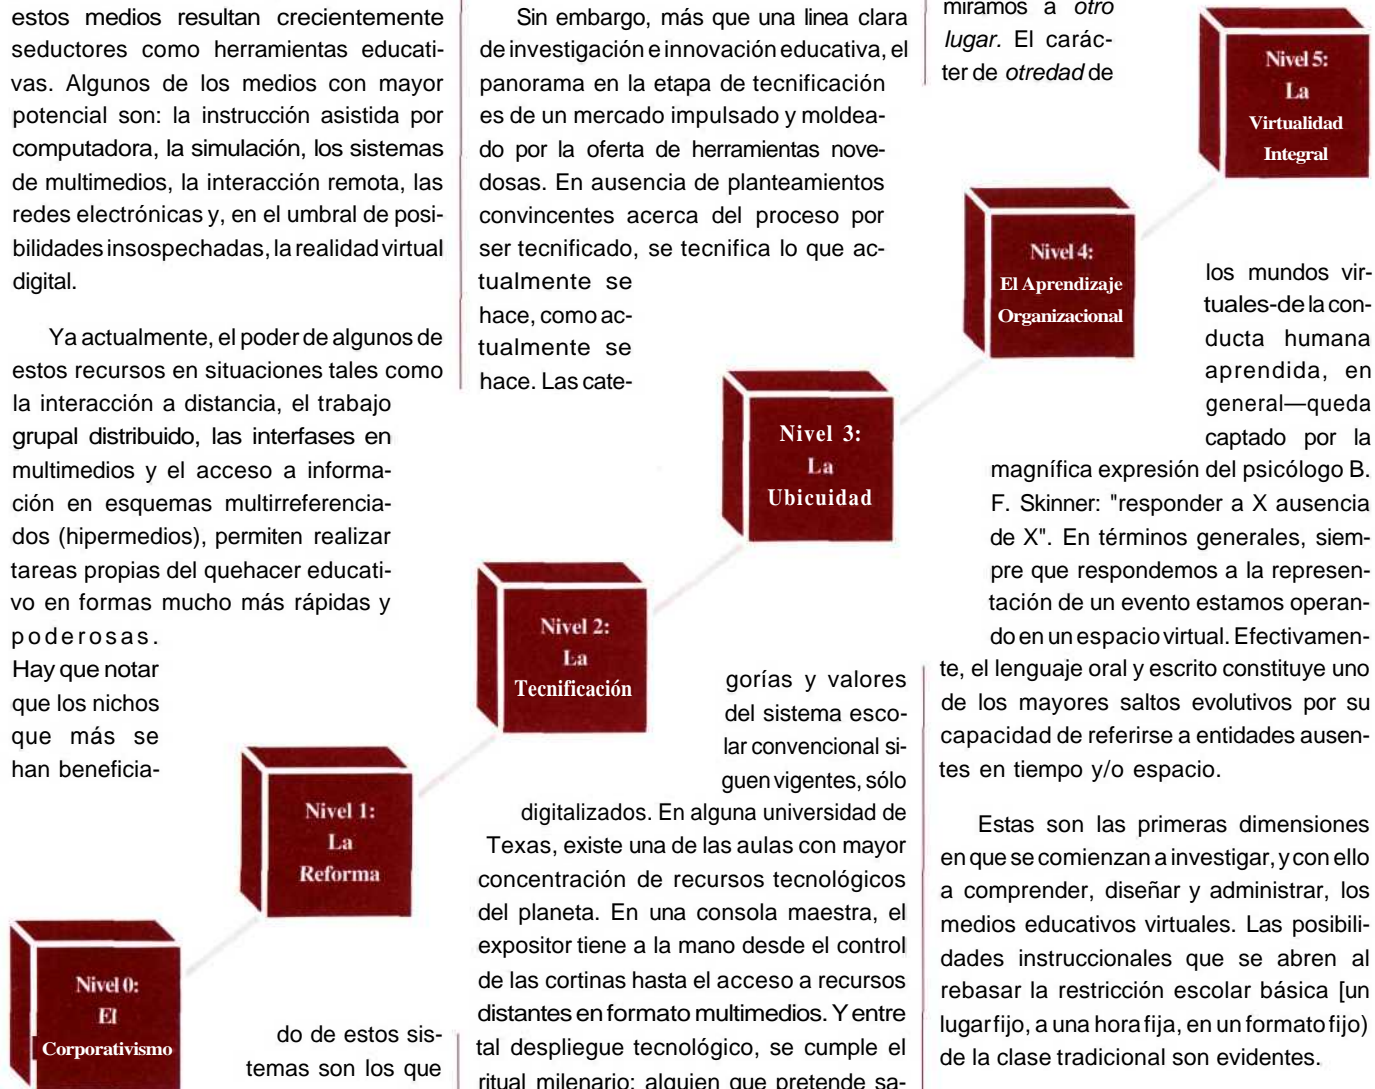 estos medios resultan crecientemente
seductores como herramientas educati-
vas. Algunos de los medios con mayor
potencial son: la instrucción asistida por
computadora, la simulación, los sistemas
de multimedios, la interacción remota, las
redes electrónicas y, en el umbral de posi-
bilidades insospechadas, la realidad virtual
digital.
Ya actualmente, el poder de algunos de
estos recursos en situaciones tales como
la interacción a distancia, el trabajo
grupal distribuido, las interfases en
multimedios y el acceso a informa-
ción en esquemas multirreferencia-
dos (hipermedios), permiten realizar
tareas propias del quehacer educati-
vo en formas mucho más rápidas y
poderosas.
Hay que notar
que los nichos
que más se
han beneficia-
do de estos sis-
temas son los que
Sin embargo, más que una linea clara
de investigación e innovación educativa, el
panorama en la etapa de tecnificación
es de un mercado impulsado y moldea-
do por la oferta de herramientas nove-
dosas. En ausencia de planteamientos
convincentes acerca del proceso por
ser tecnificado, se tecnifica lo que ac-
tualmente se
hace, como ac-
tualmente se
hace. Las cate-
gorías y valores
del sistema esco-
lar convencional si-
guen vigentes, sólo
digitalizados. En alguna universidad de
Texas, existe una de las aulas con mayor
concentración de recursos tecnológicos
del planeta. En una consola maestra, el
expositor tiene a la mano desde el control
de las cortinas hasta el acceso a recursos
distantes en formato multimedios. Y entre
tal despliegue tecnológico, se cumple el
ritual milenario: alguien que pretende sa-
miramos a otro
lugar. El carác-
ter de otredad de
los mundos vir-
tuales-de la con-
ducta humana
aprendida, en
general—queda
captado por la
magnífica expresión del psicólogo B.
F. Skinner: "responder a X ausencia
de X". En términos generales, siem-
pre que respondemos a la represen-
tación de un evento estamos operan-
do en un espacio virtual. Efectivamen-
te, el lenguaje oral y escrito constituye uno
de los mayores saltos evolutivos por su
capacidad de referirse a entidades ausen-
tes en tiempo y/o espacio.
Estas son las primeras dimensiones
en que se comienzan a investigar, y con ello
a comprender, diseñar y administrar, los
medios educativos virtuales. Las posibili-
dades instruccionales que se abren al
rebasar la restricción escolar básica [un
lugar fijo, a una hora fija, en un formato fijo)
de la clase tradicional son evidentes.
Nivel 0:
El
Corporativismo
Nivel 1:
La
Reforma
Nivel 2:
La
Tecnificación
Nivel 3:
La
Ubicuidad
Nivel 4:
El Aprendizaje
Organizacional
Nivel 5:
La
Virtualidad
Integral